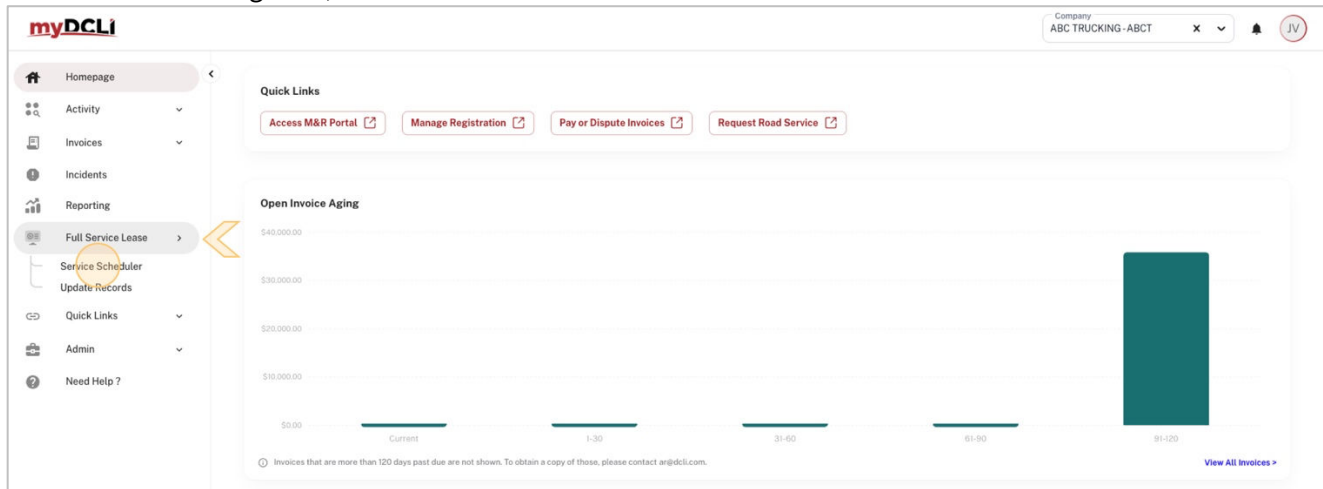 myDCLi
Company
ABC TRUCKING - ABCT
JV
Homepage
Activity
Invoices
Incidents
Reporting
Full Service Lease
Service Scheduler
Update Records
Quick Links
Admin
Need Help ?
Quick Links
Access M&R Portal
Manage Registration
Pay or Dispute Invoices
Request Road Service
Open Invoice Aging
$40,000.00
$30,000.00
$20,000.00
$10,000.00
$0.00
Current
1-30
31-60
61-90
91-120
Invoices that are more than 120 days past due are not shown. To obtain a copy of those, please contact ar@dcli.com.
View All Invoices >